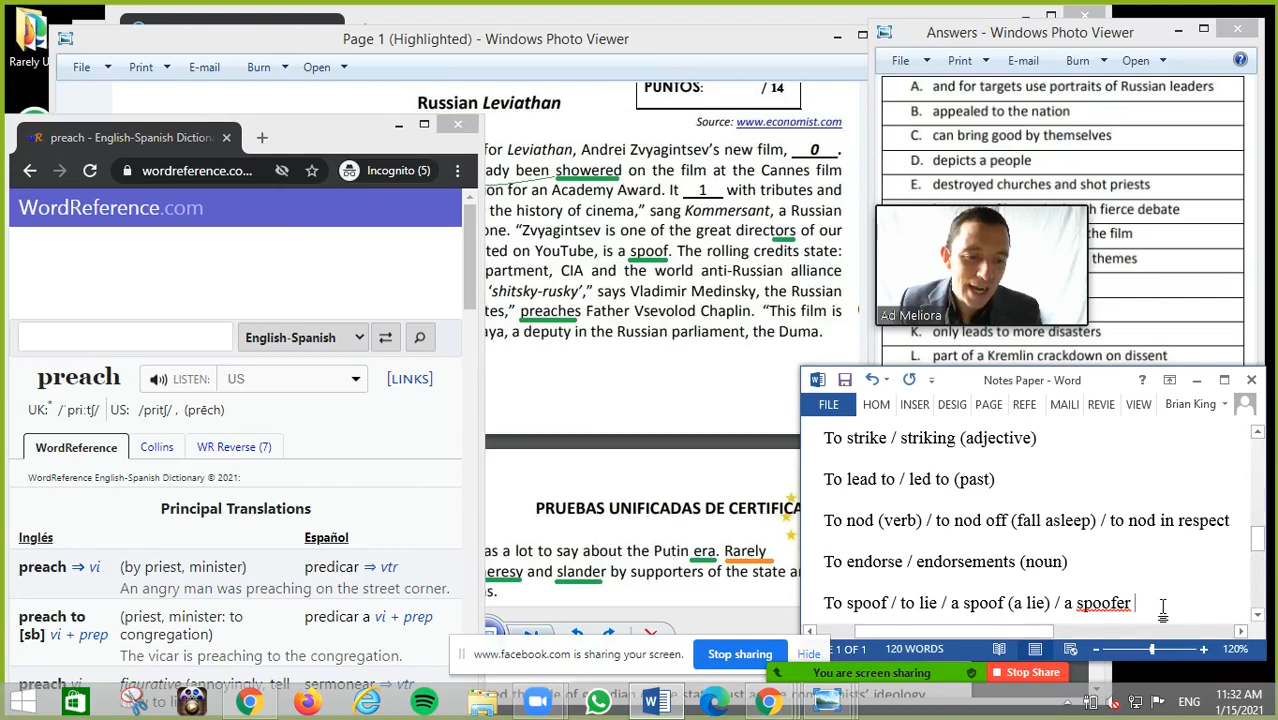 Rarely U
Page 1 (Highlighted) - Windows Photo Viewer
File Print E-mail Burn Open
PUNTOS: / 14
Russian Leviathan
Source: www.economist.com
for Leviathan, Andrei Zvyagintsev's new film, 0 .
ady been showered on the film at the Cannes film
on for an Academy Award. It 1 with tributes and
the history of cinema," sang Kommersant, a Russian
one. "Zvyagintsev is one of the great directors of our
ted on YouTube, is a spoof. The rolling credits state:
partment, CIA and the world anti-Russian alliance
'shitsky-rusky'," says Vladimir Medinsky, the Russian
tes," preaches Father Vsevolod Chaplin. "This film is
aya, a deputy in the Russian parliament, the Duma.
PRUEBAS UNIFICADAS DE CERTIFICA
as a lot to say about the Putin era. Rarely
eresy and slander by supporters of the state a
s.
preach - English-Spanish Dictiona
wordreference.co...
Incognito (5)
WordReference.com
English-Spanish
preach
LISTEN: US
[LINKS]
UK:* /ˈpriːtʃ/ US: /pritʃ/ , (prēch)
WordReference Collins WR Reverse (7)
WordReference English-Spanish Dictionary © 2021:
Principal Translations
Inglés Español
preach ⇒ vi (by priest, minister) predicar ⇒ vtr
An angry man was preaching on the street corner.
preach to [sb] vi + prep (priest, minister: to congregation) predicar a ⇒ vtr + prep
The vicar is preaching to the congregation.
preach vi (annoyingly, tell sermonear ⇒ vtr
Answers - Windows Photo Viewer
File Print E-mail Burn Open
A. and for targets use portraits of Russian leaders
B. appealed to the nation
C. can bring good by themselves
D. depicts a people
E. destroyed churches and shot priests
h fierce debate
the film
themes
K. only leads to more disasters
L. part of a Kremlin crackdown on dissent
Ad Meliora
Notes Paper - Word
FILE HOM INSER DESIG PAGE REFE MAILI REVIE VIEW Brian King
To strike / striking (adjective)
To lead to / led to (past)
To nod (verb) / to nod off (fall asleep) / to nod in respect
To endorse / endorsements (noun)
To spoof / to lie / a spoof (a lie) / a spoofer
1 OF 1 120 WORDS 120%
www.facebook.com is sharing your screen. Stop sharing Hide
You are screen sharing Stop Share
ENG
11:32 AM
1/15/2021